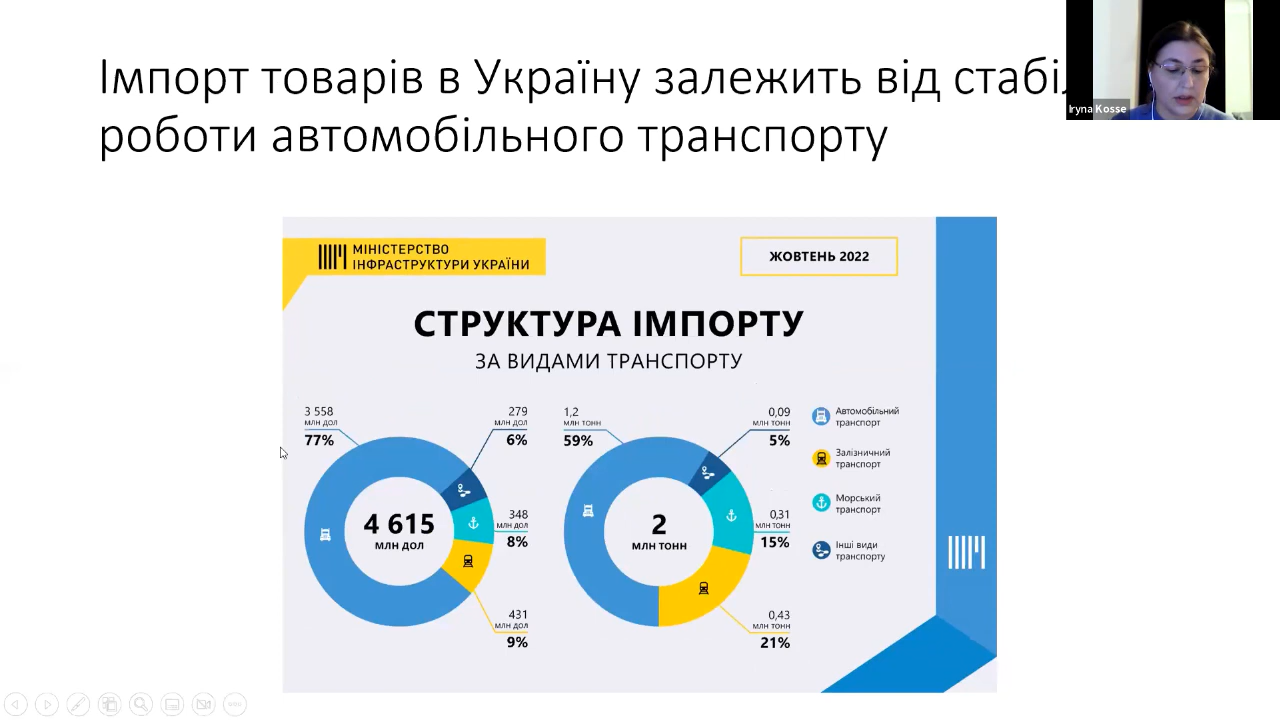 Імпорт товарів в Україну залежить від
роботи автомобільного транспорту
Iryna Kosse
МІНІСТЕРСТВО
ІНФРАСТРУКТУРИ УКРАЇНИ
ЖОВТЕНЬ 2022
СТРУКТУРА ІМПОРТУ
ЗА ВИДАМИ ТРАНСПОРТУ
3 558
млн дол
77%
279
млн дол
6%
4 615
млн дол
348
млн дол
8%
431
млн дол
9%
1,2
млн тонн
59%
0,09
млн тонн
5%
2
млн тонн
0,31
млн тонн
15%
0,43
млн тонн
21%
Автомобільний
транспорт
Залізничний
транспорт
Морський
транспорт
Інші види
транспорту